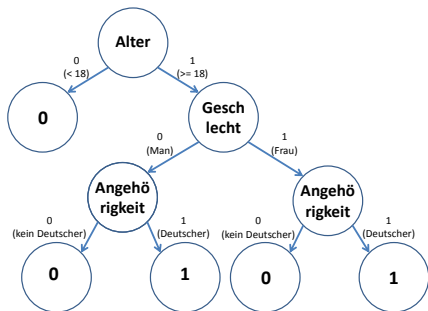 Alter
0
(< 18)
1
(>= 18)
0
Gesch
lecht
0
(Man)
1
(Frau)
Angehö
rigkeit
Angehö
rigkeit
0
(kein Deutscher)
1
(Deutscher)
0
(kein Deutscher)
1
(Deutscher)
0
1
0
1